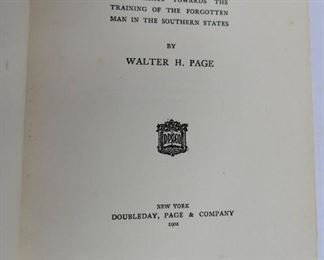 TOWARDS THE
TRAINING OF THE FORGOTTEN
MAN IN THE SOUTHERN STATES
BY
WALTER H. PAGE
NEW YORK
DOUBLEDAY, PAGE & COMPANY
1902